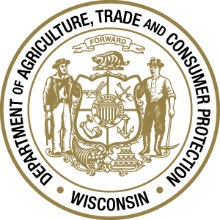 DEPARTMENT OF AGRICULTURE, TRADE AND CONSUMER PROTECTION
FORWARD
• WISCONSIN •